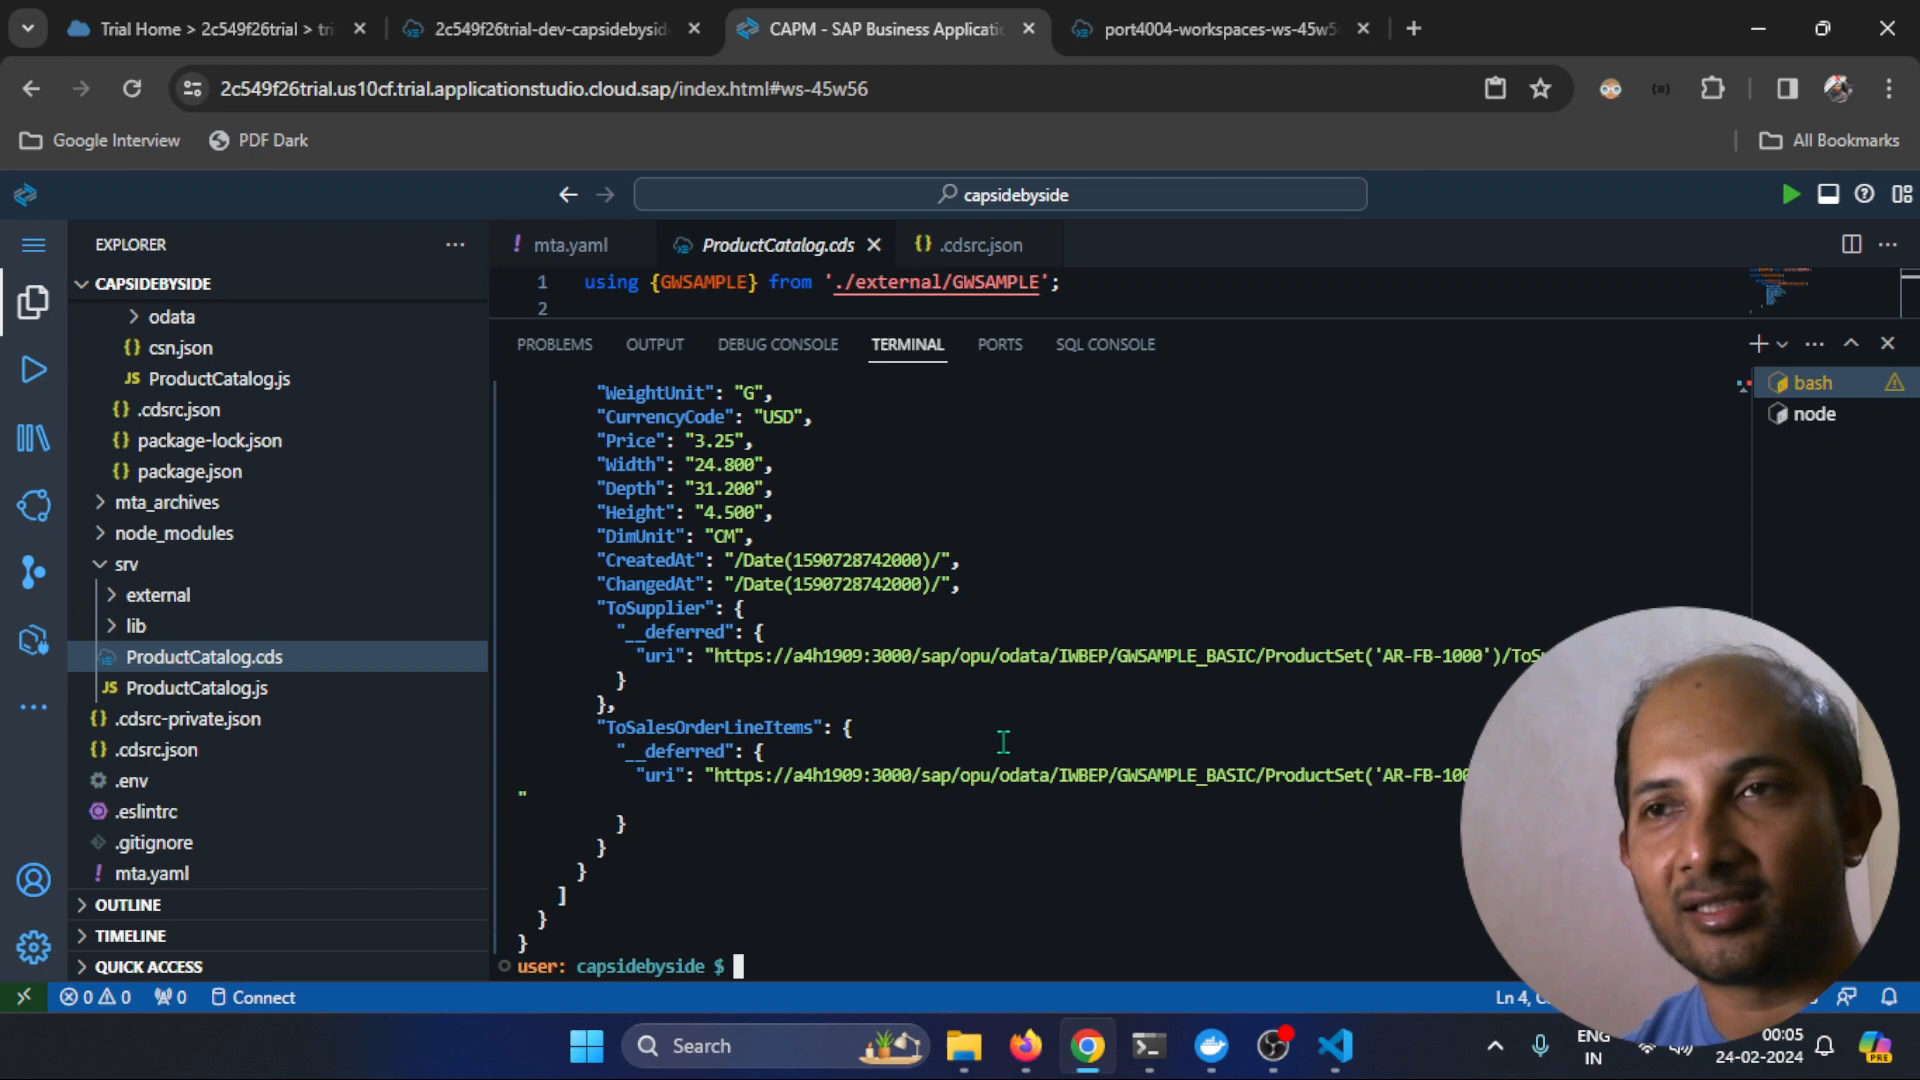 Trial Home > 2c549f26trial > tri
2c549f26trial-dev-capsidebysid
CAPM - SAP Business Applicati
port4004-workspaces-ws-45w5
2c549f26trial.us10cf.trial.applicationstudio.cloud.sap/index.html#ws-45w56
Google Interview
PDF Dark
All Bookmarks
capsidebyside
EXPLORER
mta.yaml
ProductCatalog.cds
.cdsrc.json
CAPSIDEBYSIDE
odata
csn.json
ProductCatalog.js
.cdsrc.json
package-lock.json
package.json
mta_archives
node_modules
srv
external
lib
ProductCatalog.cds
ProductCatalog.js
.cdsrc-private.json
.cdsrc.json
.env
.eslintrc
.gitignore
mta.yaml
OUTLINE
TIMELINE
QUICK ACCESS
1 using {GWSAMPLE} from './external/GWSAMPLE';
2
PROBLEMS OUTPUT DEBUG CONSOLE TERMINAL PORTS SQL CONSOLE
bash
node
"WeightUnit": "G",
"CurrencyCode": "USD",
"Price": "3.25",
"Width": "24.800",
"Depth": "31.200",
"Height": "4.500",
"DimUnit": "CM",
"CreatedAt": "/Date(1590728742000)/",
"ChangedAt": "/Date(1590728742000)/",
"ToSupplier": {
"__deferred": {
"uri": "https://a4h1909:3000/sap/opu/odata/IWBEP/GWSAMPLE_BASIC/ProductSet('AR-FB-1000')/ToS
}
},
"ToSalesOrderLineItems": {
"__deferred": {
"uri": "https://a4h1909:3000/sap/opu/odata/IWBEP/GWSAMPLE_BASIC/ProductSet('AR-FB-100
"
}
}
}
]
}
}
user: capsidebyside $
0 0 0 Connect
Ln 4,
Search
ENG
IN
00:05
24-02-2024
PRE